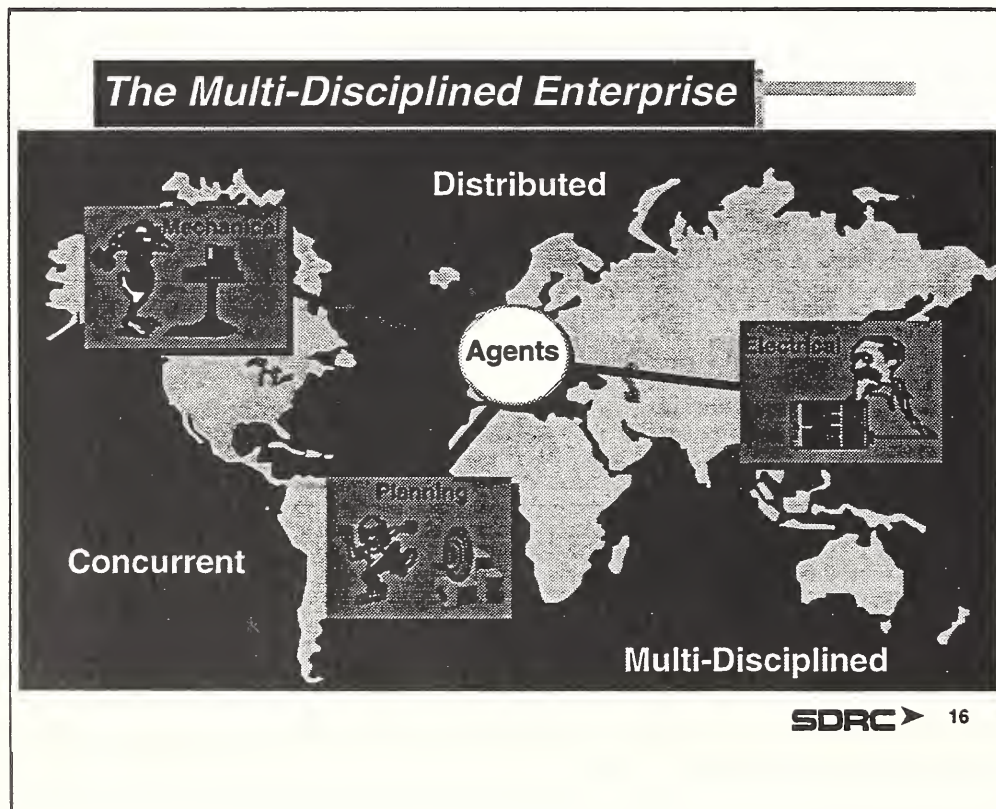 The Multi-Disciplined Enterprise
Distributed
Mechanical
Agents
Electrical
Planning
Concurrent
Multi-Disciplined
SDRC 16